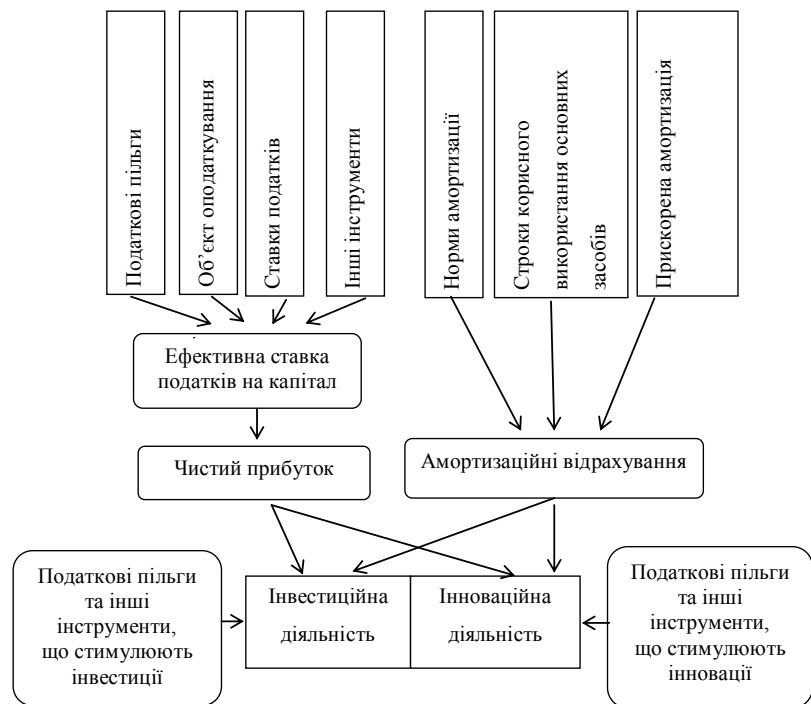 Податкові пільги
Об’єкт оподаткування
Ставки податків
Інші інструменти
Норми амортизації
Строки корисного
використання основних
засобів
Прискорена амортизація
Ефективна ставка
податків на капітал
Чистий прибуток
Амортизаційні відрахування
Податкові пільги
та інші
інструменти,
що стимулюють
інвестиції
Інвестиційна
діяльність
Інноваційна
діяльність
Податкові пільги
та інші
інструменти,
що стимулюють
інновації